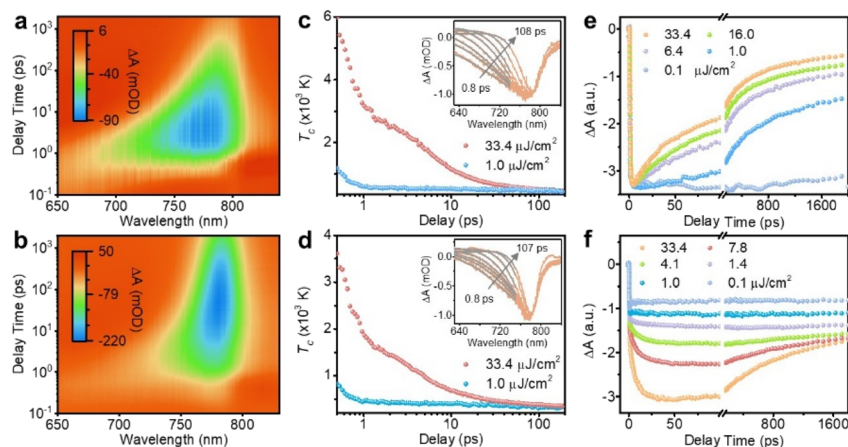 a
6
-40
-90
ΔA (mOD)
Delay Time (ps)
10³
10²
10¹
10⁰
10⁻¹
650 700 750 800
Wavelength (nm)
b
50
-79
-220
ΔA (mOD)
Delay Time (ps)
10³
10²
10¹
10⁰
10⁻¹
650 700 750 800
Wavelength (nm)
c
T_c (x10³ K)
6
5
4
3
2
1
0
1 10 100
Delay (ps)
33.4 μJ/cm²
1.0 μJ/cm²
108 ps
0.8 ps
ΔA (mOD)
0.0
-0.5
-1.0
640 720 800
Wavelength (nm)
d
T_c (x10³ K)
4
3
2
1
0
1 10 100
Delay (ps)
33.4 μJ/cm²
1.0 μJ/cm²
107 ps
0.8 ps
ΔA (mOD)
0.0
-0.5
-1.0
640 720 800
Wavelength (nm)
e
33.4 16.0
6.4 1.0
0.1 μJ/cm²
ΔA (a.u.)
0
-1
-2
-3
0 50 800 1600
Delay Time (ps)
f
33.4 7.8
4.1 1.4
1.0 0.1 μJ/cm²
ΔA (a.u.)
0
-1
-2
-3
0 50 800 1600
Delay Time (ps)